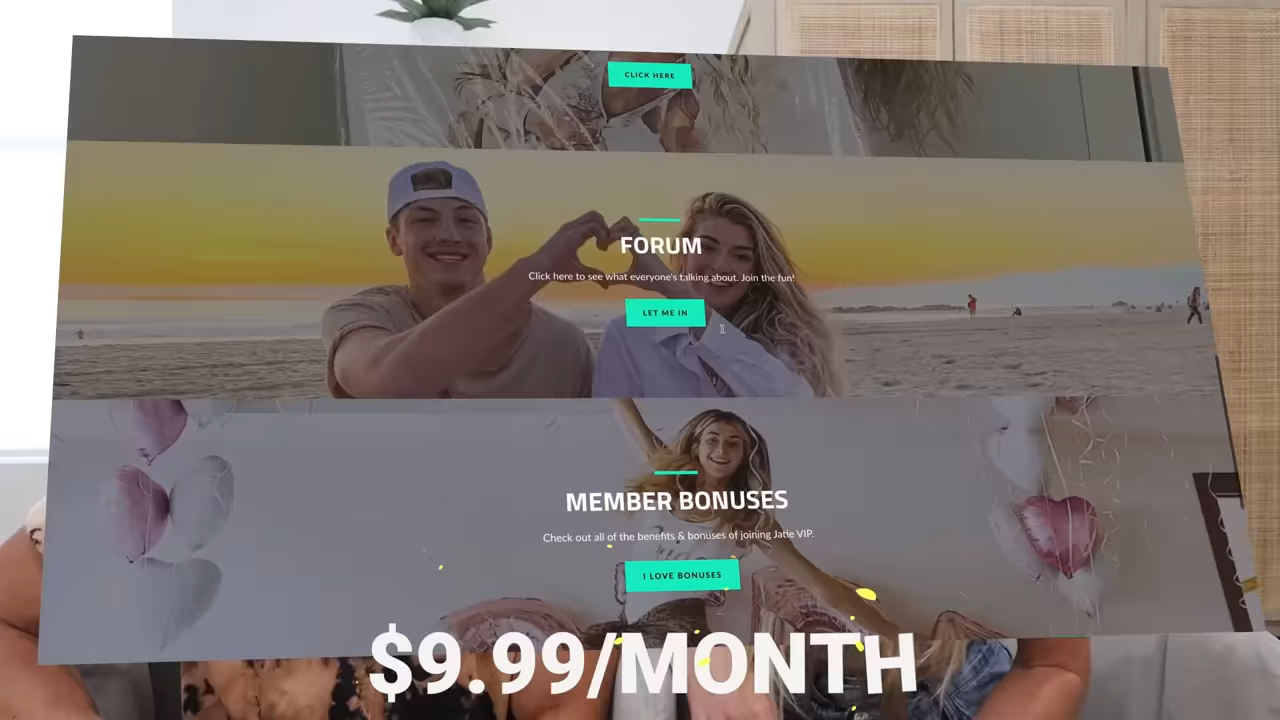 CLICK HERE
FORUM
Click here to see what everyone's talking about. Join the fun!
LET ME IN
MEMBER BONUSES
Check out all of the benefits & bonuses of joining Jatie VIP.
I LOVE BONUSES
$9.99/MONTH